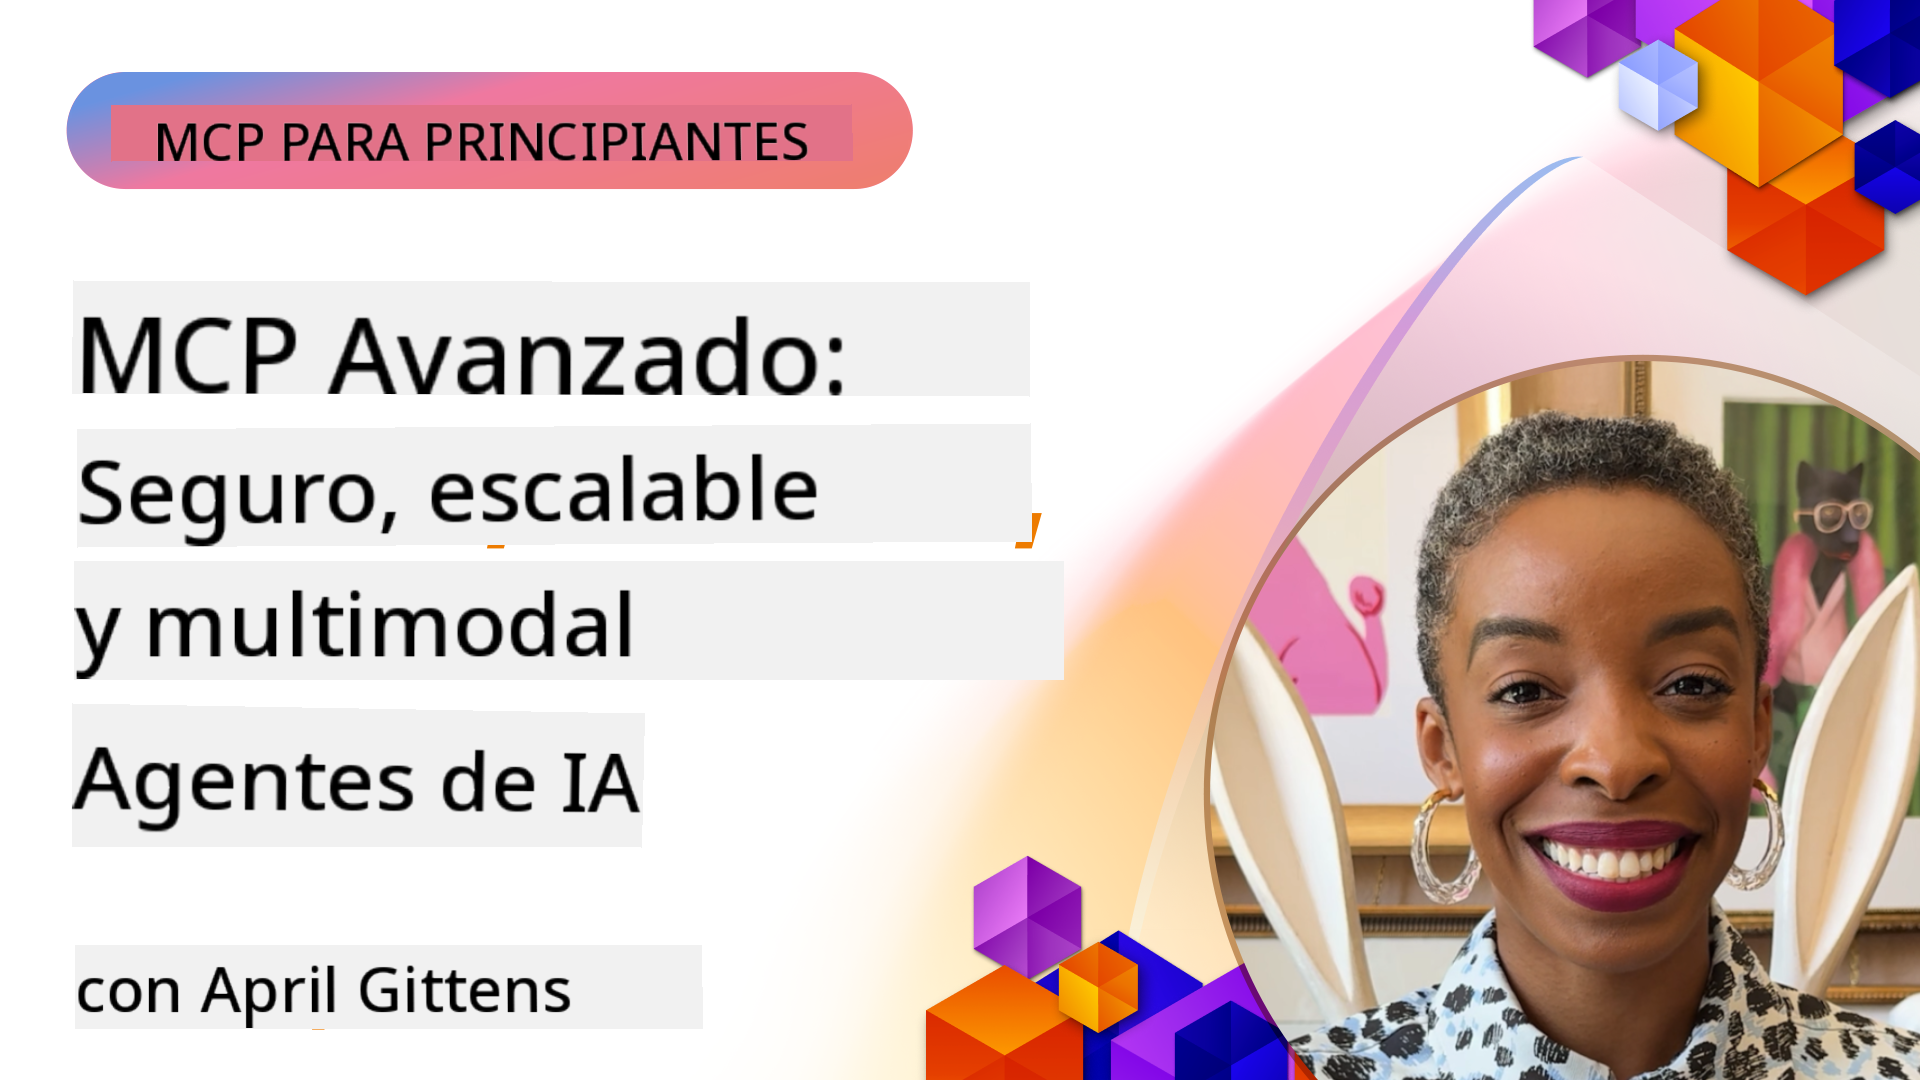 MCP PARA PRINCIPIANTES
MCP Avanzado:
Seguro, escalable
y multimodal
Agentes de IA
con April Gittens